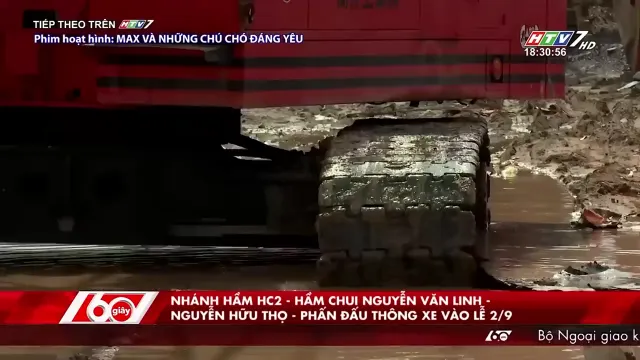 TIẾP THEO TRÊN HTV7
Phim hoạt hình: MAX VÀ NHỮNG CHÚ CHÓ ĐÁNG YÊU
HTV7 HD
18:30:56
60 giây
NHÁNH HẦM HC2 - HẦM CHUI NGUYỄN VĂN LINH -
NGUYỄN HỮU THỌ - PHẤN ĐẤU THÔNG XE VÀO LỄ 2/9
60s
Bộ Ngoại giao k